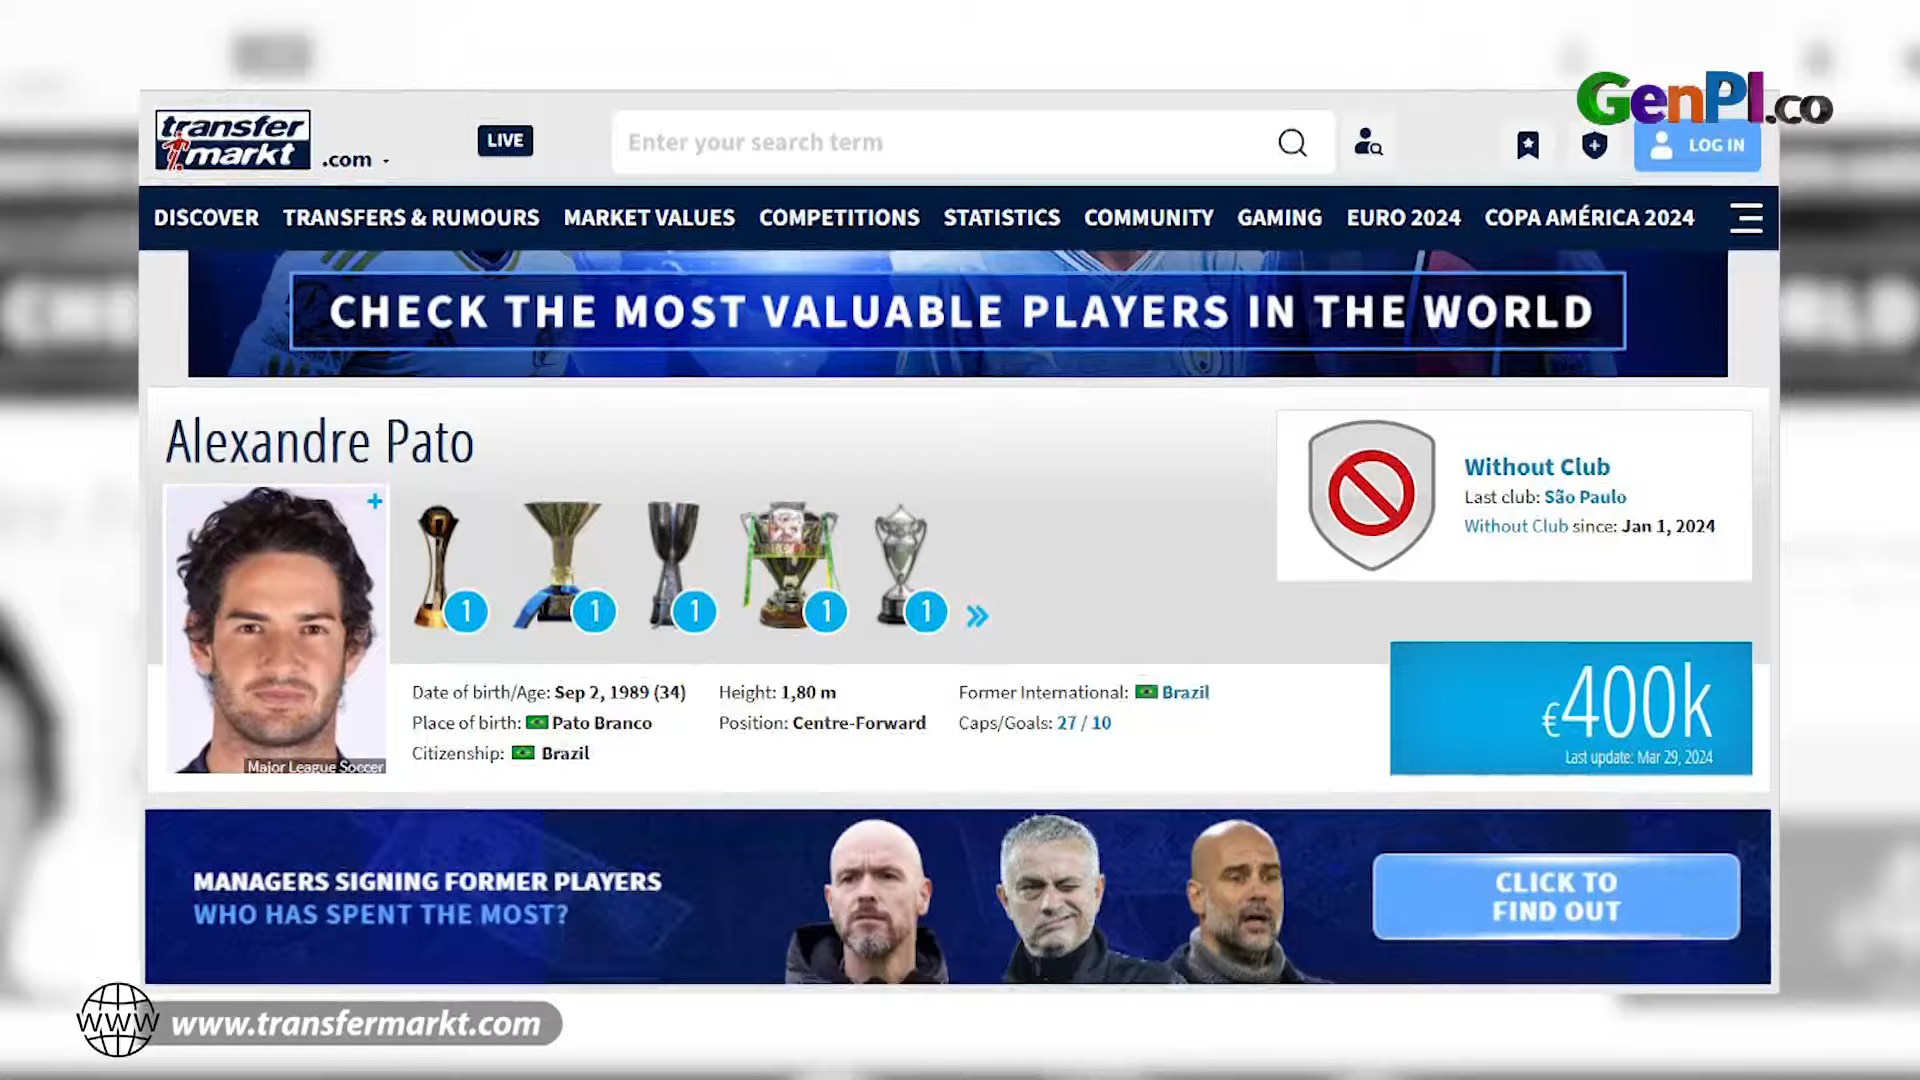 GenPI.co
transfer
markt .com
LIVE
Enter your search term
LOG IN
DISCOVER TRANSFERS & RUMOURS MARKET VALUES COMPETITIONS STATISTICS COMMUNITY GAMING EURO 2024 COPA AMÉRICA 2024
CHECK THE MOST VALUABLE PLAYERS IN THE WORLD
Alexandre Pato
Without Club
Last club: São Paulo
Without Club since: Jan 1, 2024
1 1 1 1 1
Date of birth/Age: Sep 2, 1989 (34)
Place of birth: Pato Branco
Citizenship: Brazil
Height: 1,80 m
Position: Centre-Forward
Former International: Brazil
Caps/Goals: 27 / 10
€400k
Last update: Mar 29, 2024
Major League Soccer
MANAGERS SIGNING FORMER PLAYERS
WHO HAS SPENT THE MOST?
CLICK TO
FIND OUT
WWW www.transfermarkt.com